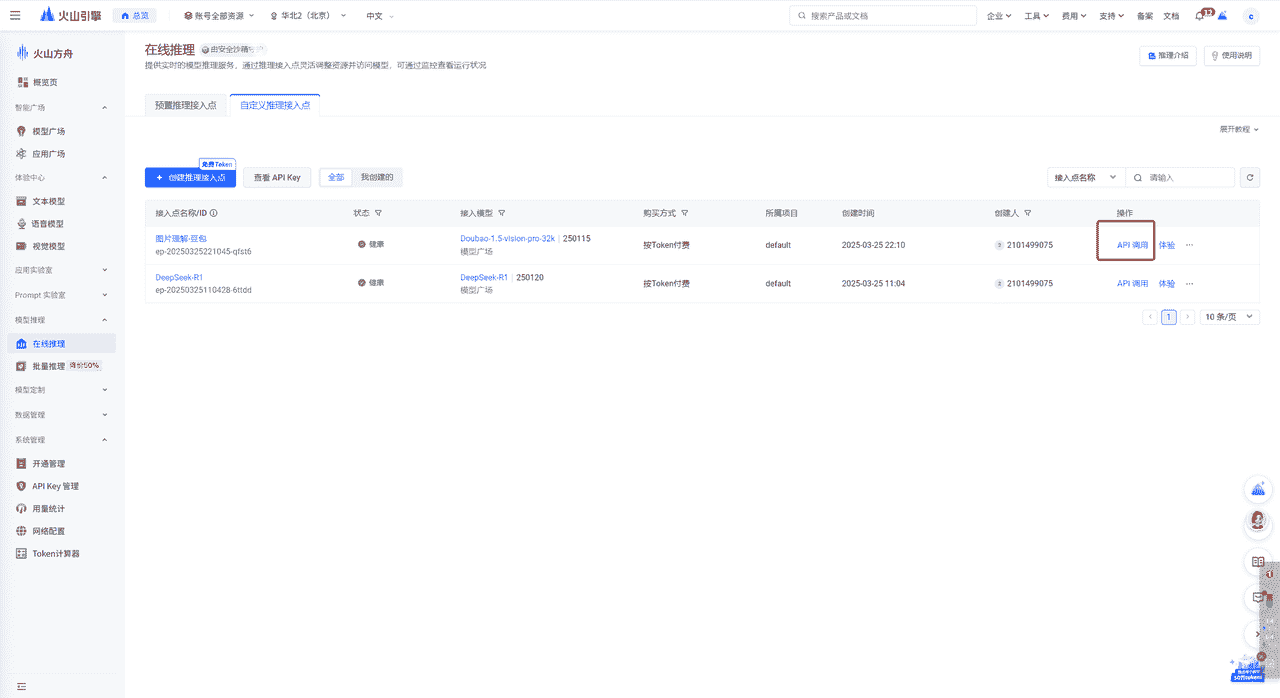 火山引擎
总览
账号全部资源
华北2（北京）
中文
搜索产品或文档
企业
工具
费用
支持
备案
文档
13
c
火山方舟
概览页
智能广场
模型广场
应用广场
体验中心
文本模型
语音模型
视觉模型
应用实验室
Prompt 实验室
模型推理
在线推理
批量推理 降价50%
模型定制
数据管理
系统管理
开通管理
API Key 管理
用量统计
网络配置
Token计算器
在线推理
提供实时的模型推理服务，通过推理接入点灵活调整资源并访问模型，可通过监控查看运行状况
推理介绍
使用说明
预置推理接入点
自定义推理接入点
展开教程
免费Token
+ 创建推理接入点
查看 API Key
全部
我创建的
接入点名称
请输入
接入点名称/ID 状态 接入模型 购买方式 所属项目 创建时间 创建人 操作
图片理解-豆包 健康 Doubao-1.5-vision-pro-32k | 250115 按Token付费 default 2025-03-25 22:10 2101499075 API 调用 体验 ···
ep-20250325221045-qfst6 模型广场
DeepSeek-R1 健康 DeepSeek-R1 | 250120 按Token付费 default 2025-03-25 11:04 2101499075 API 调用 体验 ···
ep-20250325110428-6ttdd 模型广场
1
10 条/页